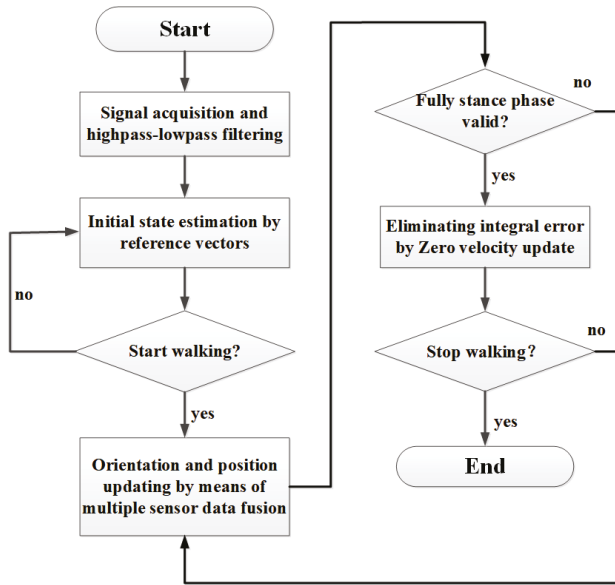 Start
Signal acquisition and
highpass-lowpass filtering
Initial state estimation by
reference vectors
no
Start walking?
yes
Orientation and position
updating by means of
multiple sensor data fusion
Fully stance phase
valid?
no
yes
Eliminating integral error
by Zero velocity update
no
Stop walking?
yes
End